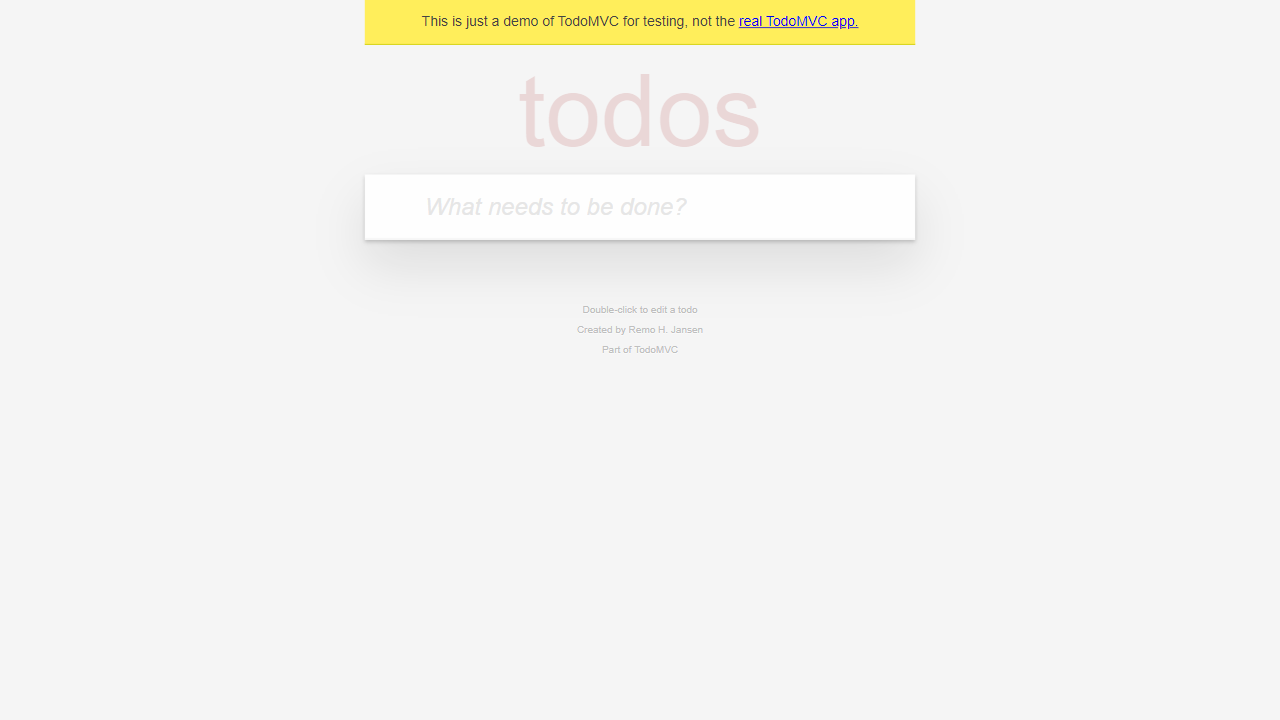 This is just a demo of TodoMVC for testing, not the real TodoMVC app.
todos
What needs to be done?
Double-click to edit a todo
Created by Remo H. Jansen
Part of TodoMVC